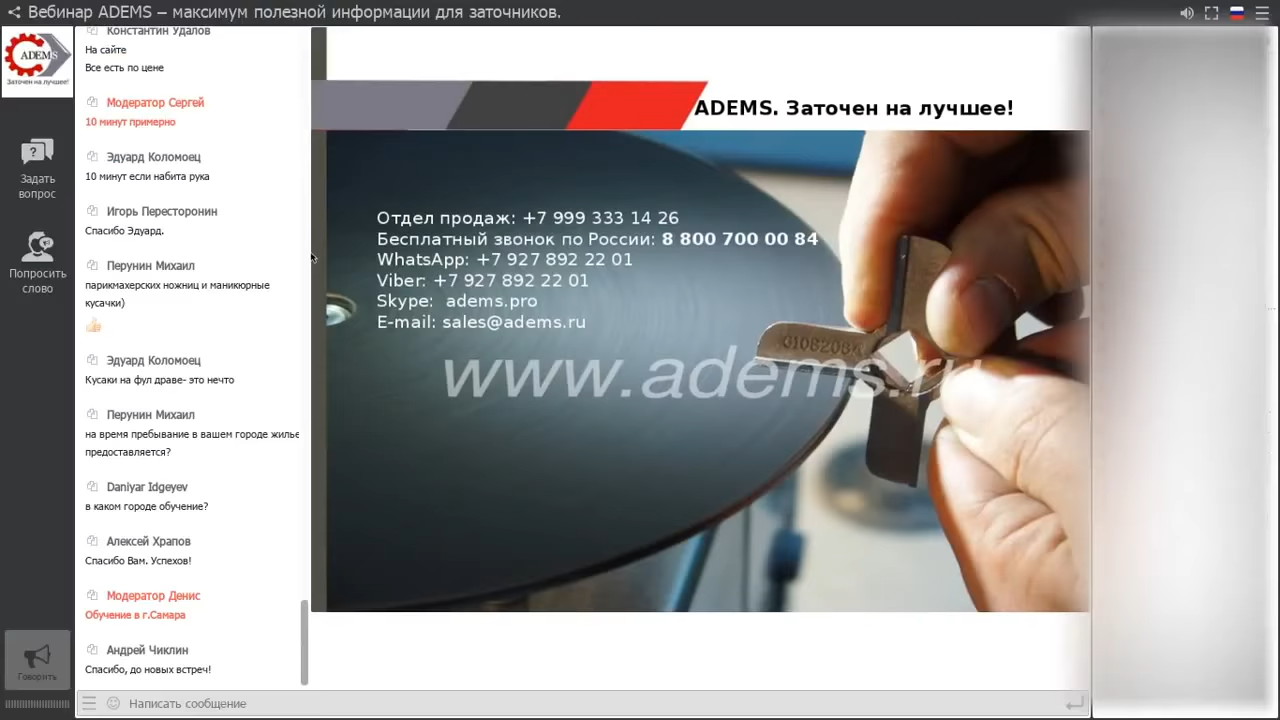 Вебинар ADEMS – максимум полезной информации для заточников.
ADEMS
Заточен на лучшее!
Задать
вопрос
Попросить
слово
Говорить
Константин Удалов
На сайте
Все есть по цене
Модератор Сергей
10 минут примерно
Эдуард Коломоец
10 минут если набита рука
Игорь Пересторонин
Спасибо Эдуард.
Перунин Михаил
парикмахерских ножниц и маникюрные
кусачки)
Эдуард Коломоец
Кусаки на фул драве- это нечто
Перунин Михаил
на время пребывание в вашем городе жилье
предоставляется?
Daniyar Idgeyev
в каком городе обучение?
Алексей Храпов
Спасибо Вам. Успехов!
Модератор Денис
Обучение в г.Самара
Андрей Чиклин
Спасибо, до новых встреч!
Написать сообщение
ADEMS. Заточен на лучшее!
Отдел продаж: +7 999 333 14 26
Бесплатный звонок по России: 8 800 700 00 84
WhatsApp: +7 927 892 22 01
Viber: +7 927 892 22 01
Skype: adems.pro
E-mail: sales@adems.ru
www.adems.ru